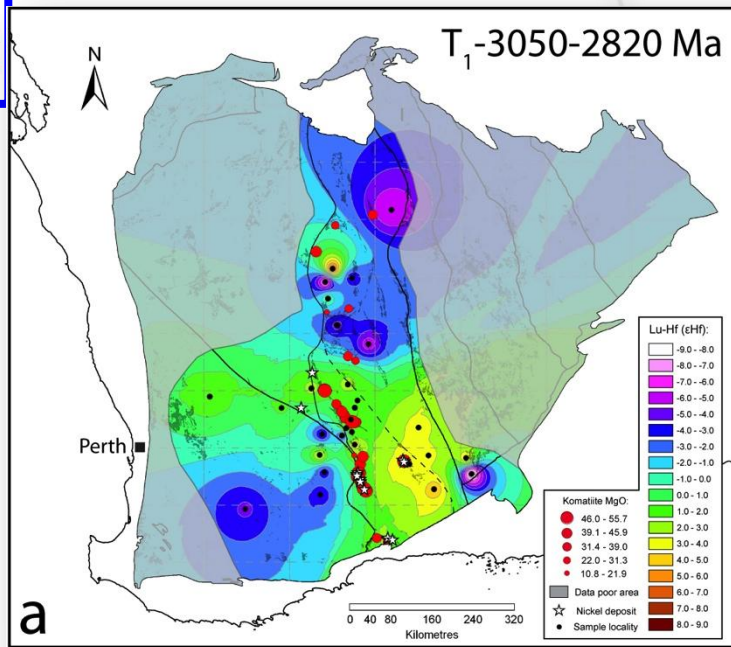 a
T1-3050-2820 Ma
N
Perth
Lu-Hf (εHf):
-9.0 - -8.0
-8.0 - -7.0
-7.0 - -6.0
-6.0 - -5.0
-5.0 - -4.0
-4.0 - -3.0
-3.0 - -2.0
-2.0 - -1.0
-1.0 - 0.0
0.0 - 1.0
1.0 - 2.0
2.0 - 3.0
3.0 - 4.0
4.0 - 5.0
5.0 - 6.0
6.0 - 7.0
7.0 - 8.0
8.0 - 9.0
Komatiite MgO:
46.0 - 55.7
39.1 - 45.9
31.4 - 39.0
22.0 - 31.3
10.8 - 21.9
Data poor area
Nickel deposit
Sample locality
0 40 80 160 240 320
Kilometres
a